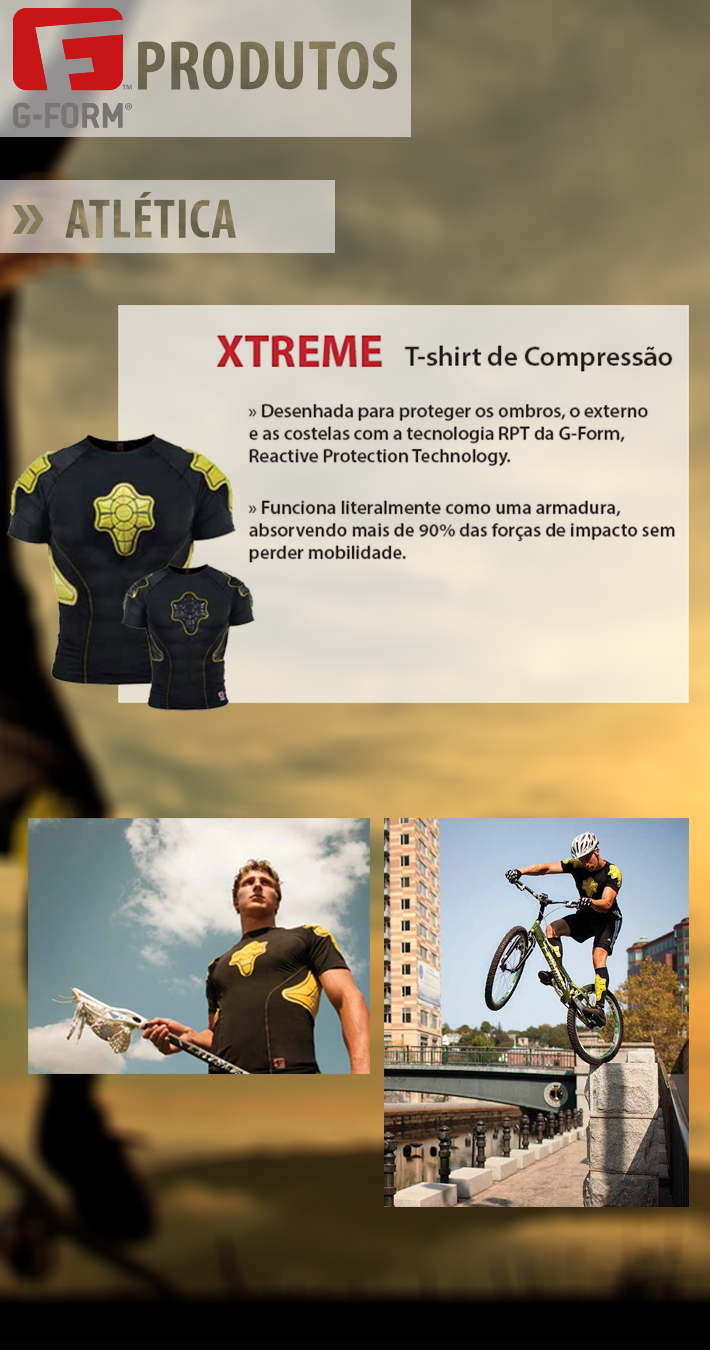 PRODUTOS
G-FORM®
» ATLÉTICA
XTREME T-shirt de Compressão
» Desenhada para proteger os ombros, o externo
e as costelas com a tecnologia RPT da G-Form,
Reactive Protection Technology.
» Funciona literalmente como uma armadura,
absorvendo mais de 90% das forças de impacto sem
perder mobilidade.